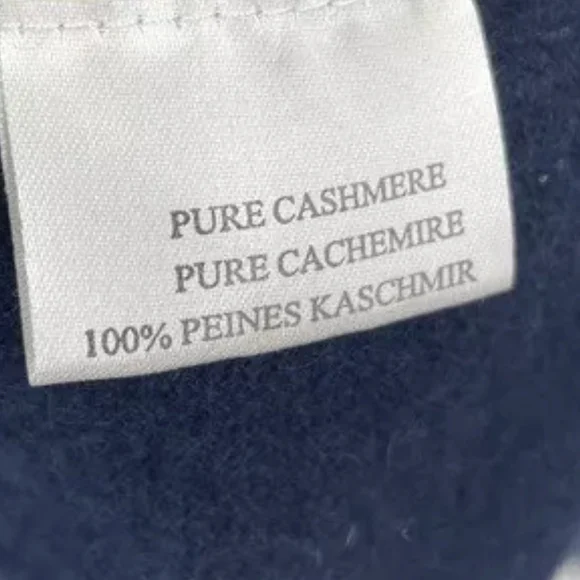 PURE CASHMERE
PURE CACHEMIRE
100% PEINES KASCHMIR